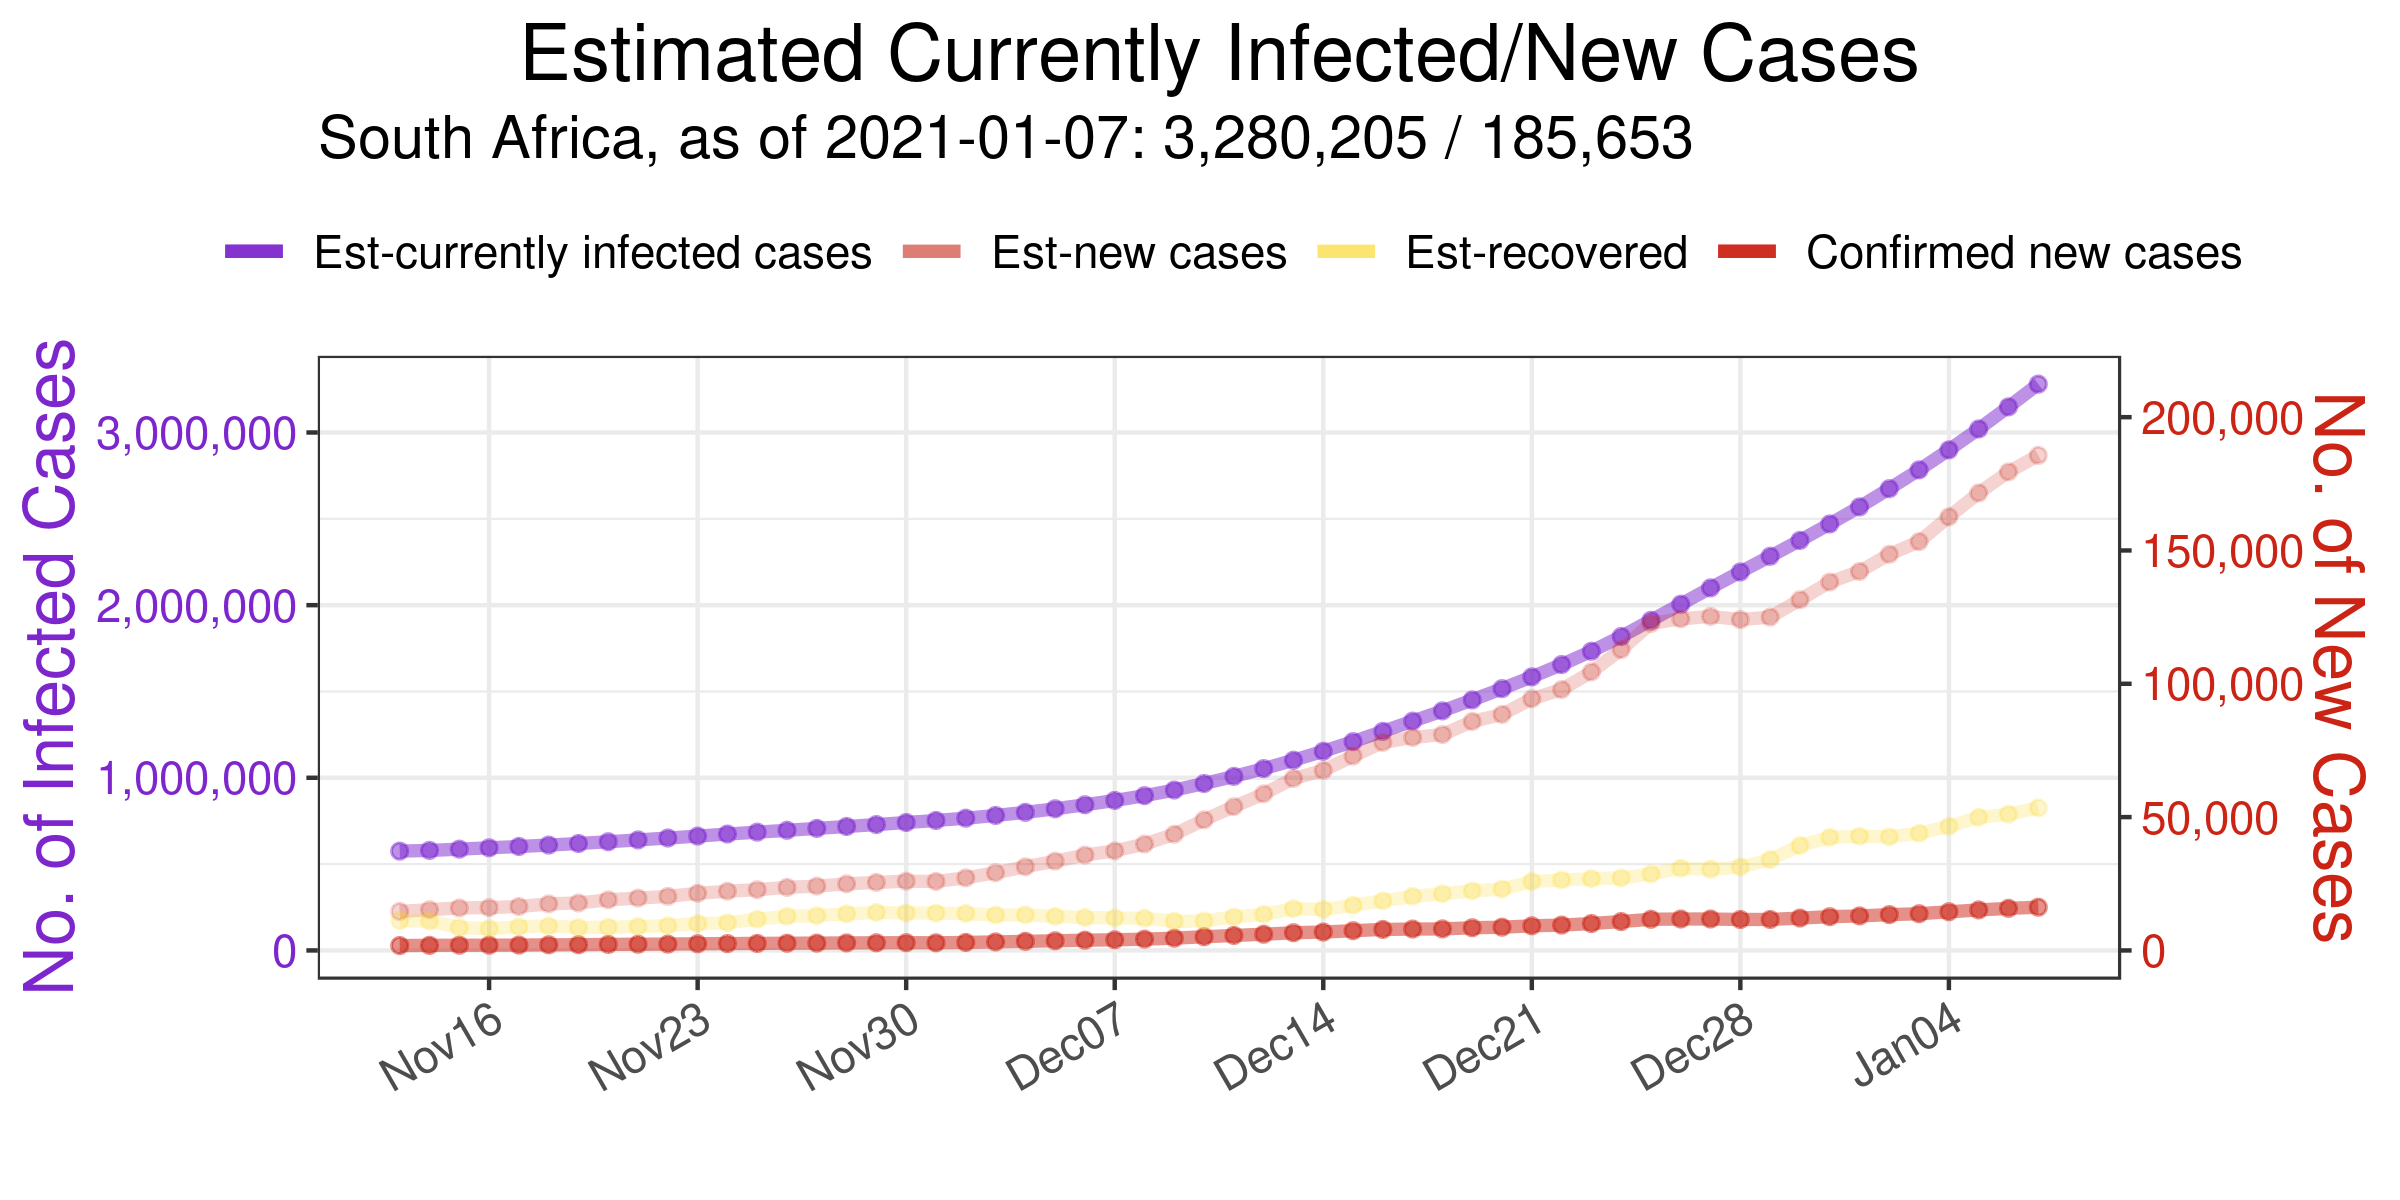 Estimated Currently Infected/New Cases
South Africa, as of 2021-01-07: 3,280,205 / 185,653
Est-currently infected cases Est-new cases Est-recovered Confirmed new cases
No. of Infected Cases
3,000,000
2,000,000
1,000,000
0
200,000
150,000
100,000
50,000
0
No. of New Cases
Nov16 Nov23 Nov30 Dec07 Dec14 Dec21 Dec28 Jan04